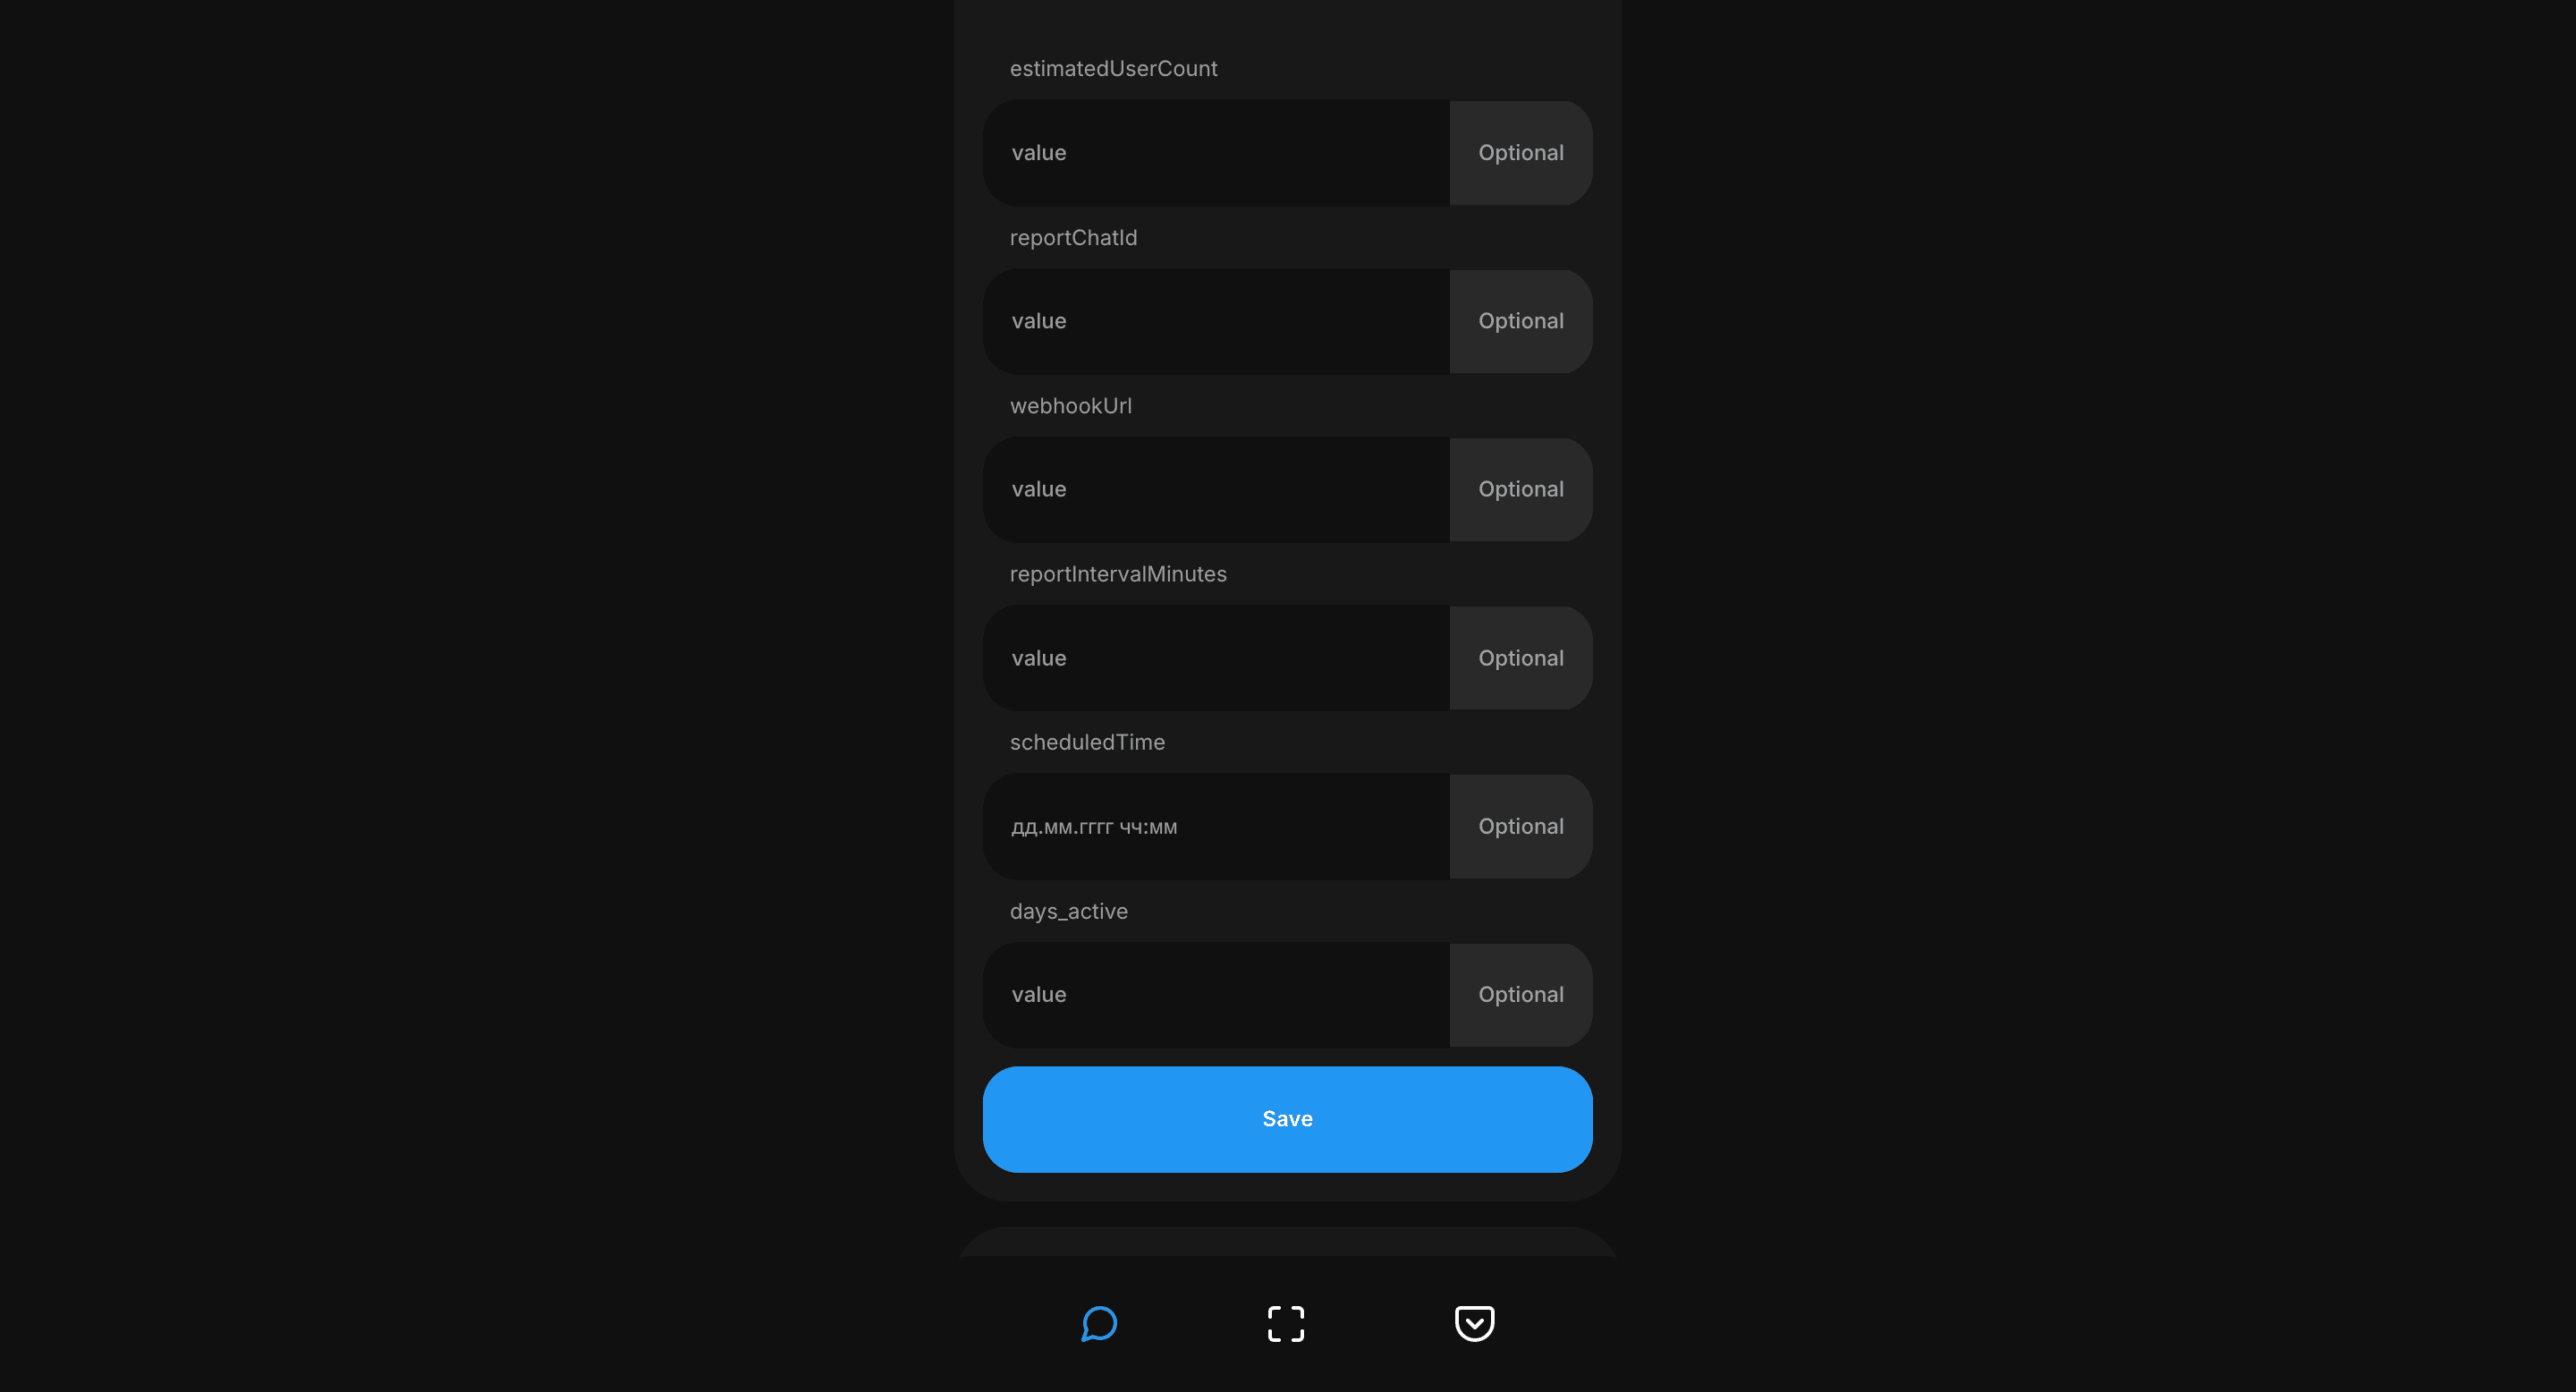 estimatedUserCount
value Optional
reportChatId
value Optional
webhookUrl
value Optional
reportIntervalMinutes
value Optional
scheduledTime
дд.мм.гггг чч:мм Optional
days_active
value Optional
Save